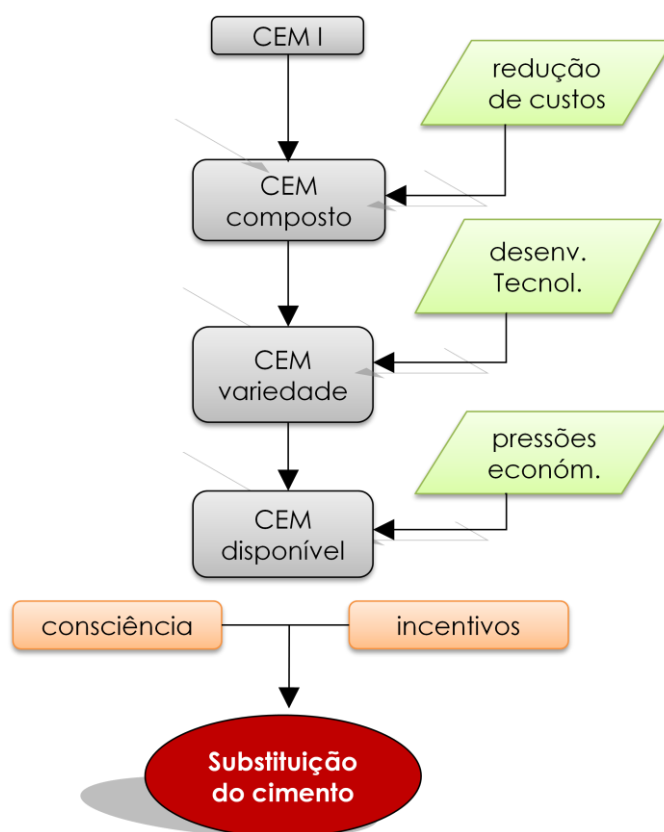 CEM I
redução
de custos
CEM
composto
desenv.
Tecnol.
CEM
variedade
pressões
económ.
CEM
disponível
consciência
incentivos
Substituição
do cimento